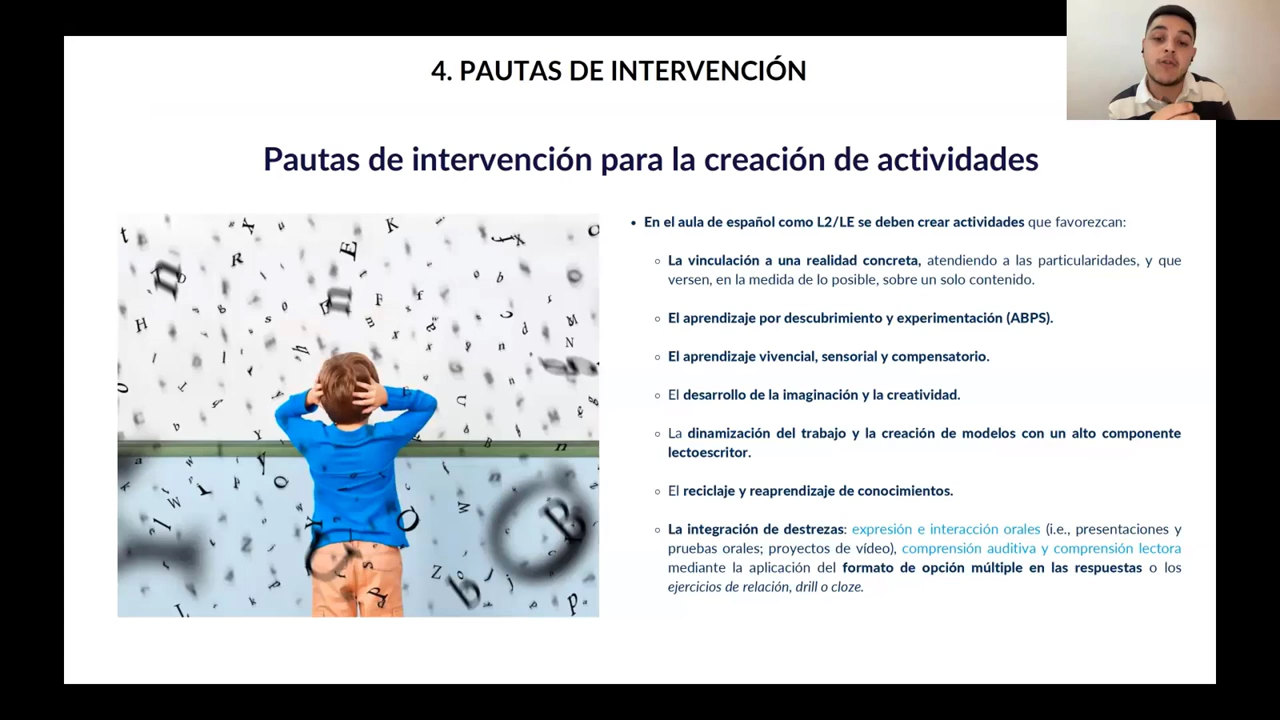 4. PAUTAS DE INTERVENCIÓN
Pautas de intervención para la creación de actividades
• En el aula de español como L2/LE se deben crear actividades que favorezcan:
○ La vinculación a una realidad concreta, atendiendo a las particularidades, y que
versen, en la medida de lo posible, sobre un solo contenido.
○ El aprendizaje por descubrimiento y experimentación (ABPS).
○ El aprendizaje vivencial, sensorial y compensatorio.
○ El desarrollo de la imaginación y la creatividad.
○ La dinamización del trabajo y la creación de modelos con un alto componente
lectoescritor.
○ El reciclaje y reaprendizaje de conocimientos.
○ La integración de destrezas: expresión e interacción orales (i.e., presentaciones y
pruebas orales; proyectos de vídeo), comprensión auditiva y comprensión lectora
mediante la aplicación del formato de opción múltiple en las respuestas o los
ejercicios de relación, drill o cloze.